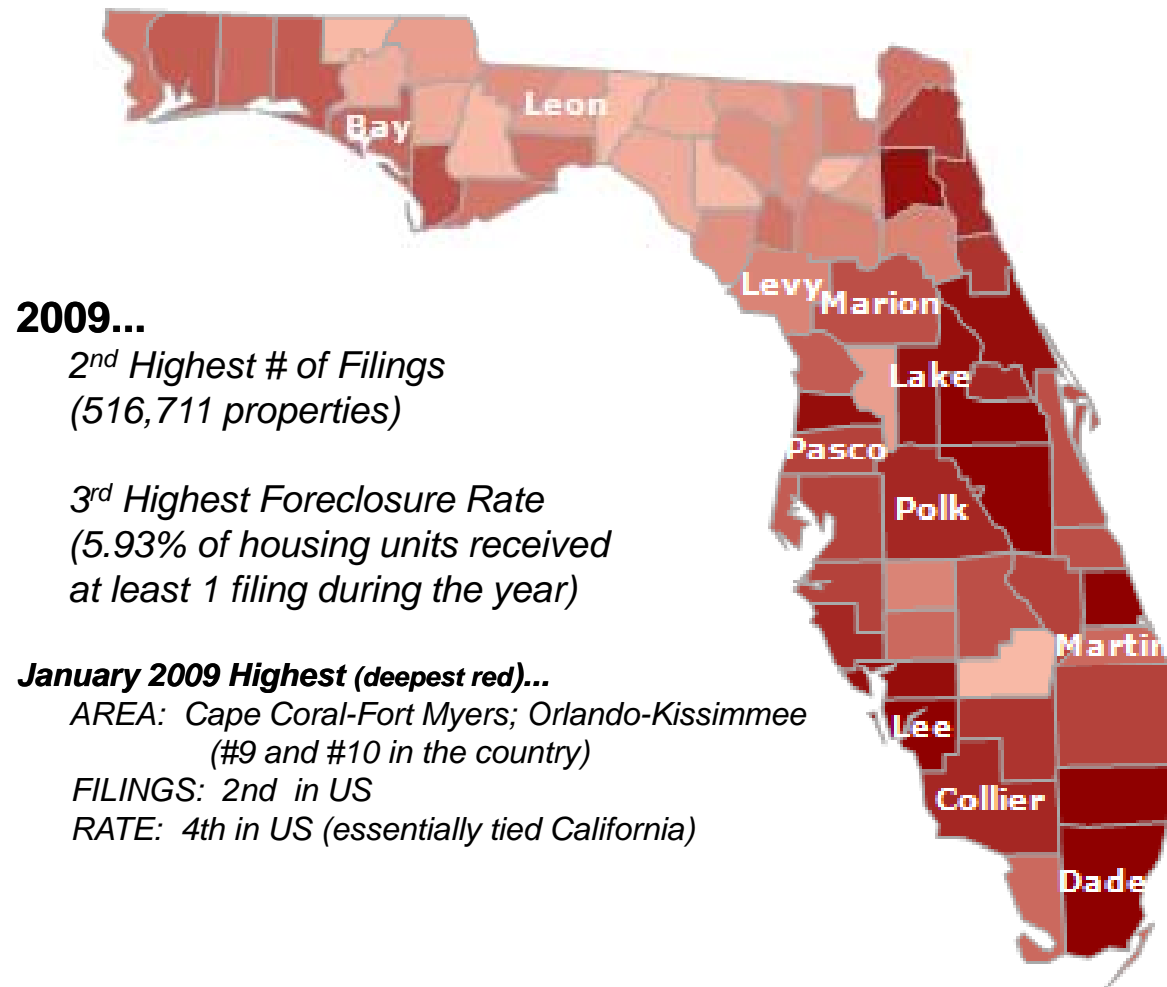 Leon
Bay
Levy
Marion
2009...
2nd Highest # of Filings
(516,711 properties)
Lake
Pasco
3rd Highest Foreclosure Rate
(5.93% of housing units received
at least 1 filing during the year)
Polk
Martin
January 2009 Highest (deepest red)...
AREA: Cape Coral-Fort Myers; Orlando-Kissimmee
(#9 and #10 in the country)
FILINGS: 2nd in US
RATE: 4th in US (essentially tied California)
Lee
Collier
Dade